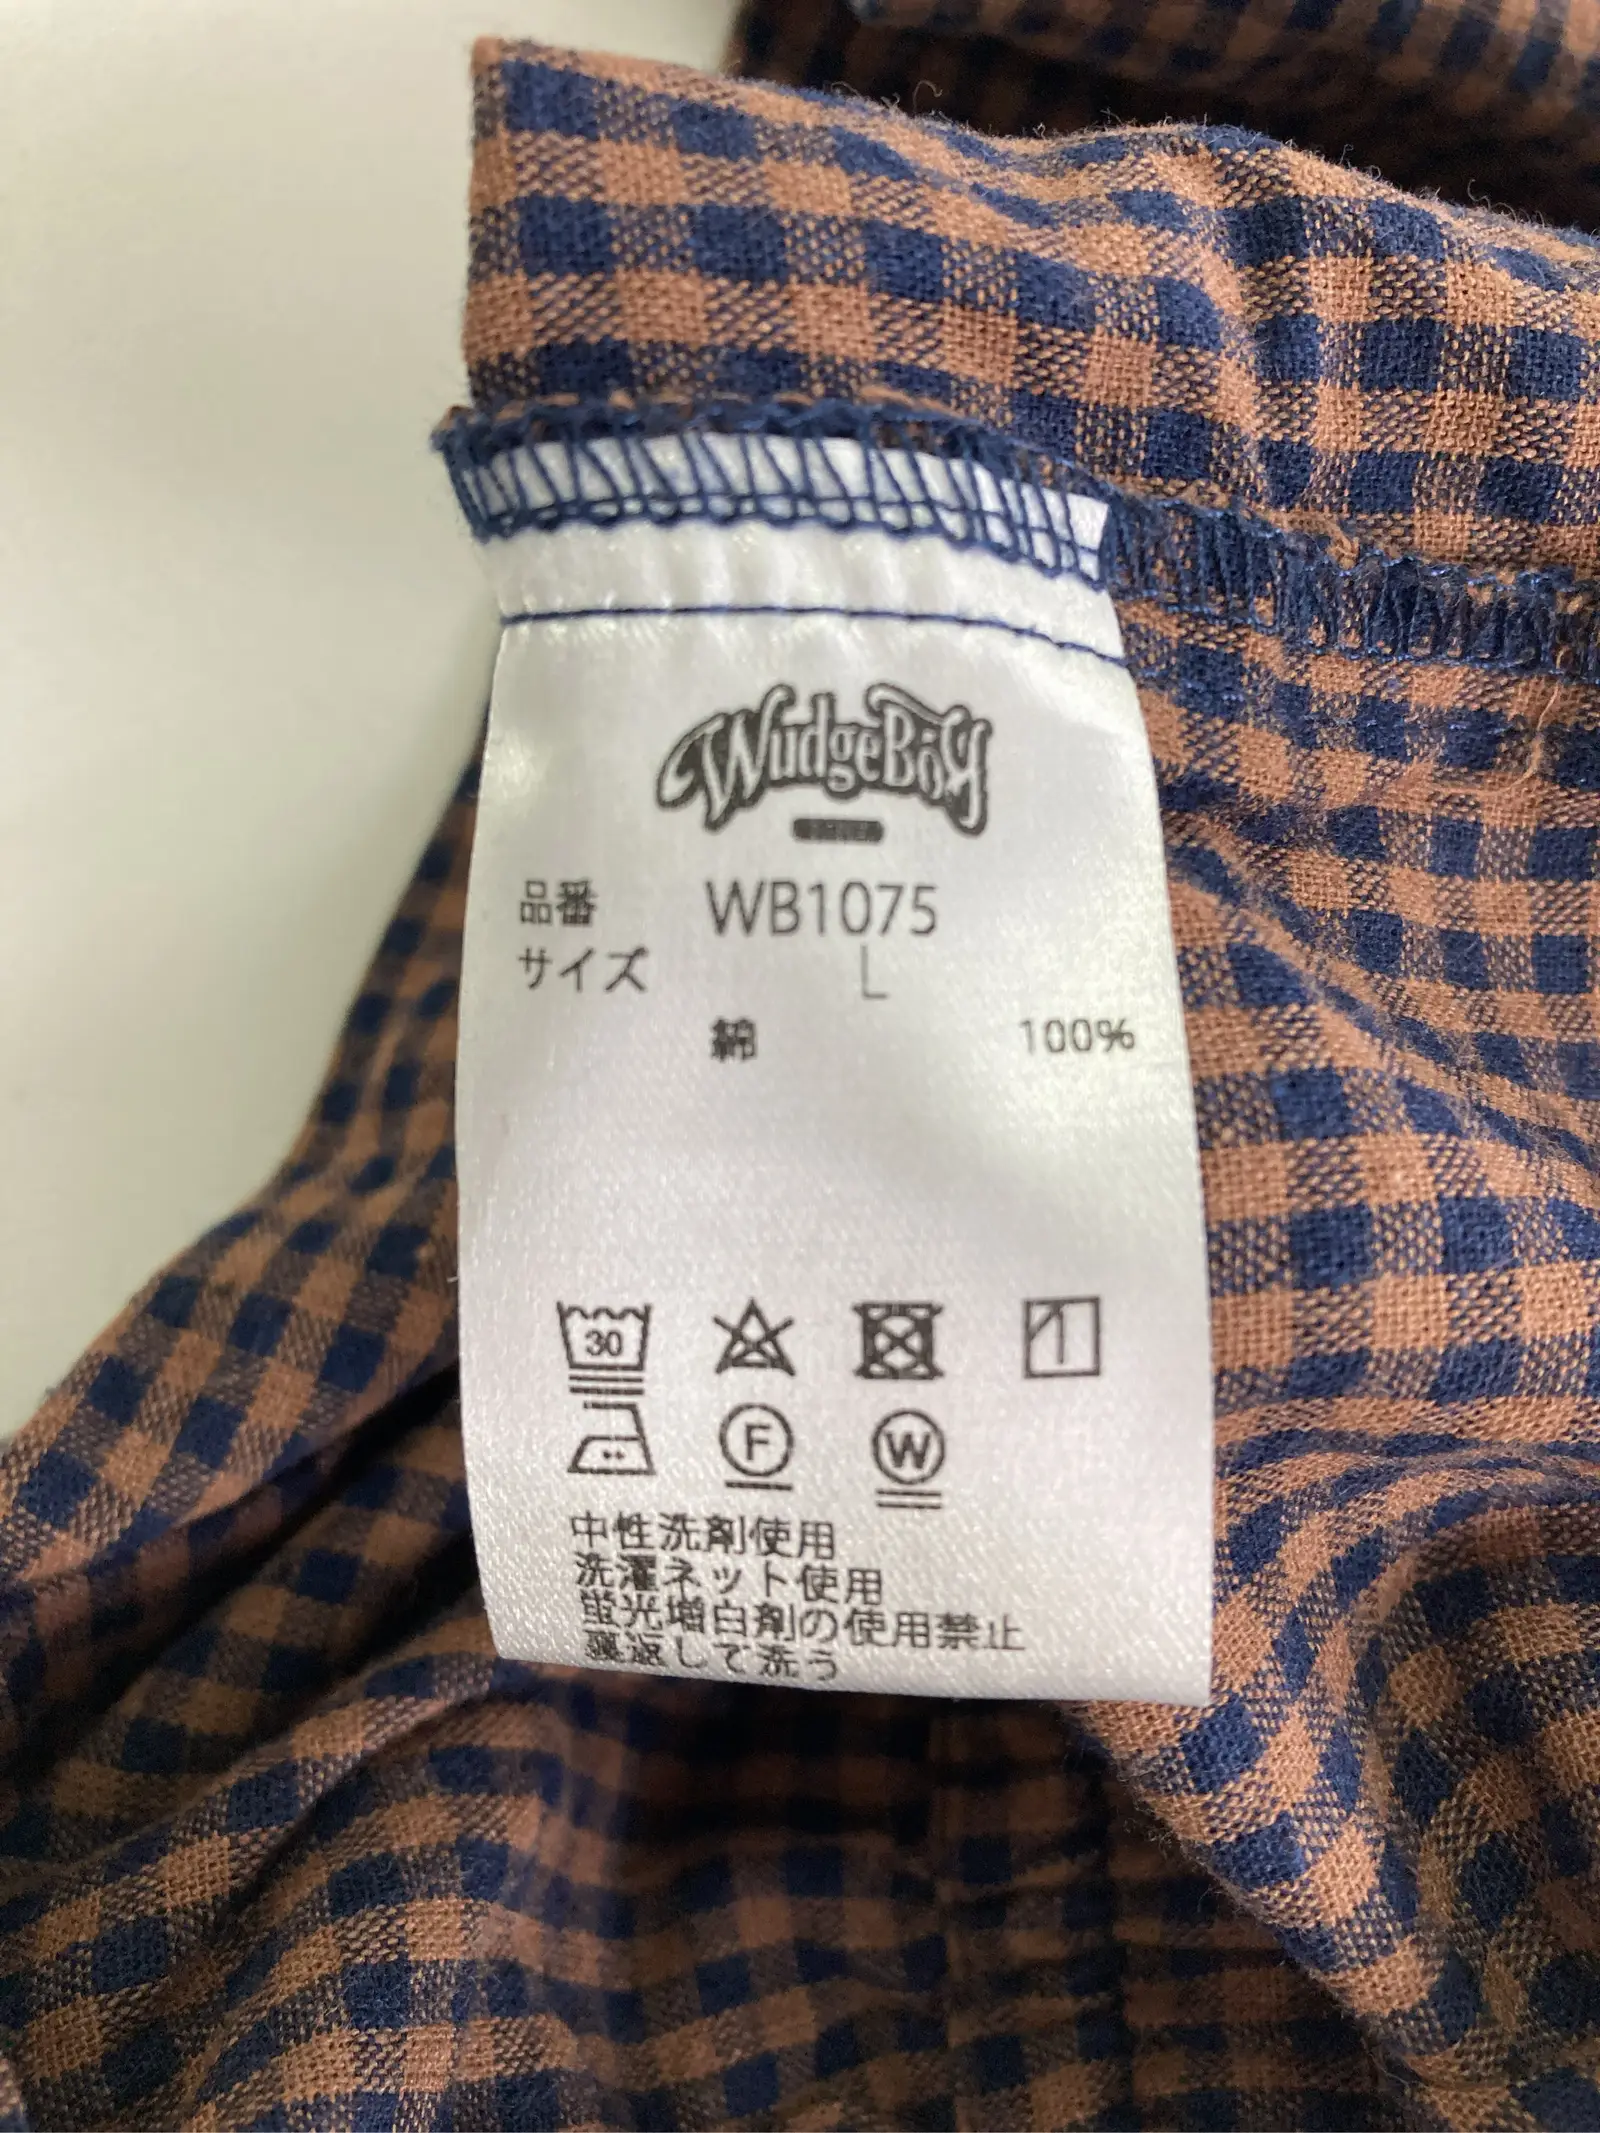 WudgeBoy
品番 WB1075
サイズ L
綿 100%
30
F W
中性洗剤使用
洗濯ネット使用
蛍光増白剤の使用禁止
裏返して洗う